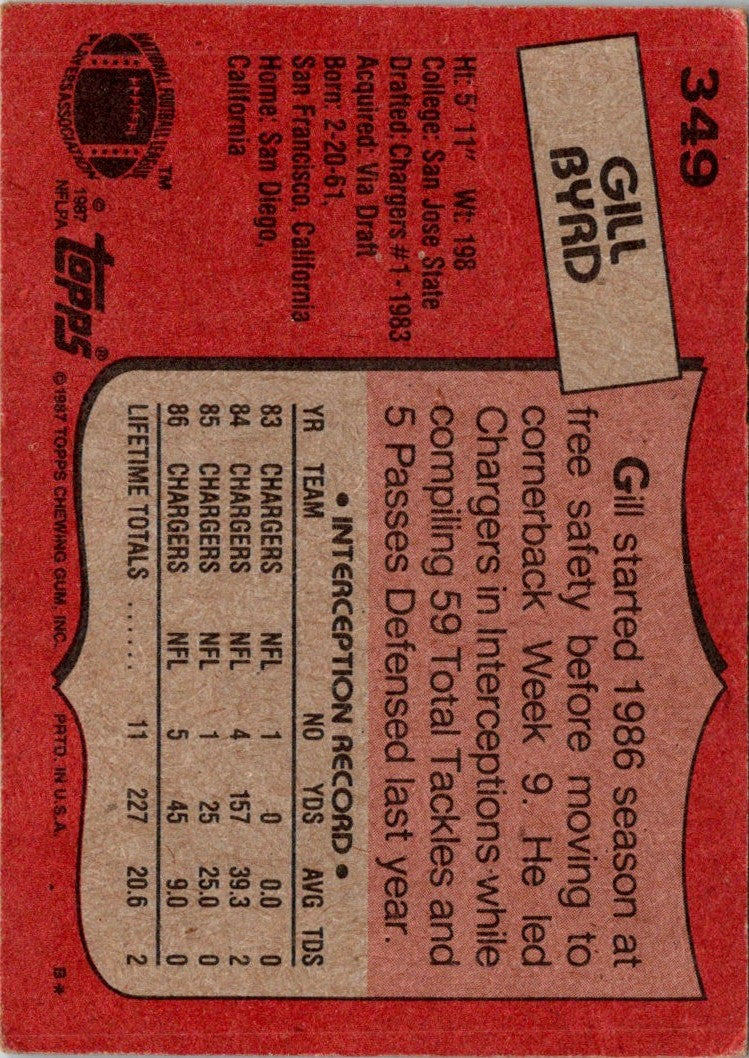 349
GILL
BYRD
Ht: 5' 11" Wt: 198
College: San Jose State
Drafted: Chargers #1 - 1983
Acquired: Via Draft
Born: 2-20-61,
San Francisco, California
Home: San Diego,
California
NATIONAL FOOTBALL LEAGUE
PLAYERS ASSOCIATION
™
© 1987
NFLPA
topps®
Gill started 1986 season at
free safety before moving to
cornerback Week 9. He led
Chargers in Interceptions while
compiling 59 Total Tackles and
5 Passes Defensed last year.
• INTERCEPTION RECORD •
YR TEAM NO YDS AVG TDS
83 CHARGERS NFL 1 0 0.0 0
84 CHARGERS NFL 4 157 39.3 2
85 CHARGERS NFL 1 25 25.0 0
86 CHARGERS NFL 5 45 9.0 0
LIFETIME TOTALS ...... 11 227 20.6 2
© 1987 TOPPS CHEWING GUM, INC. PRTD. IN U.S.A. B*